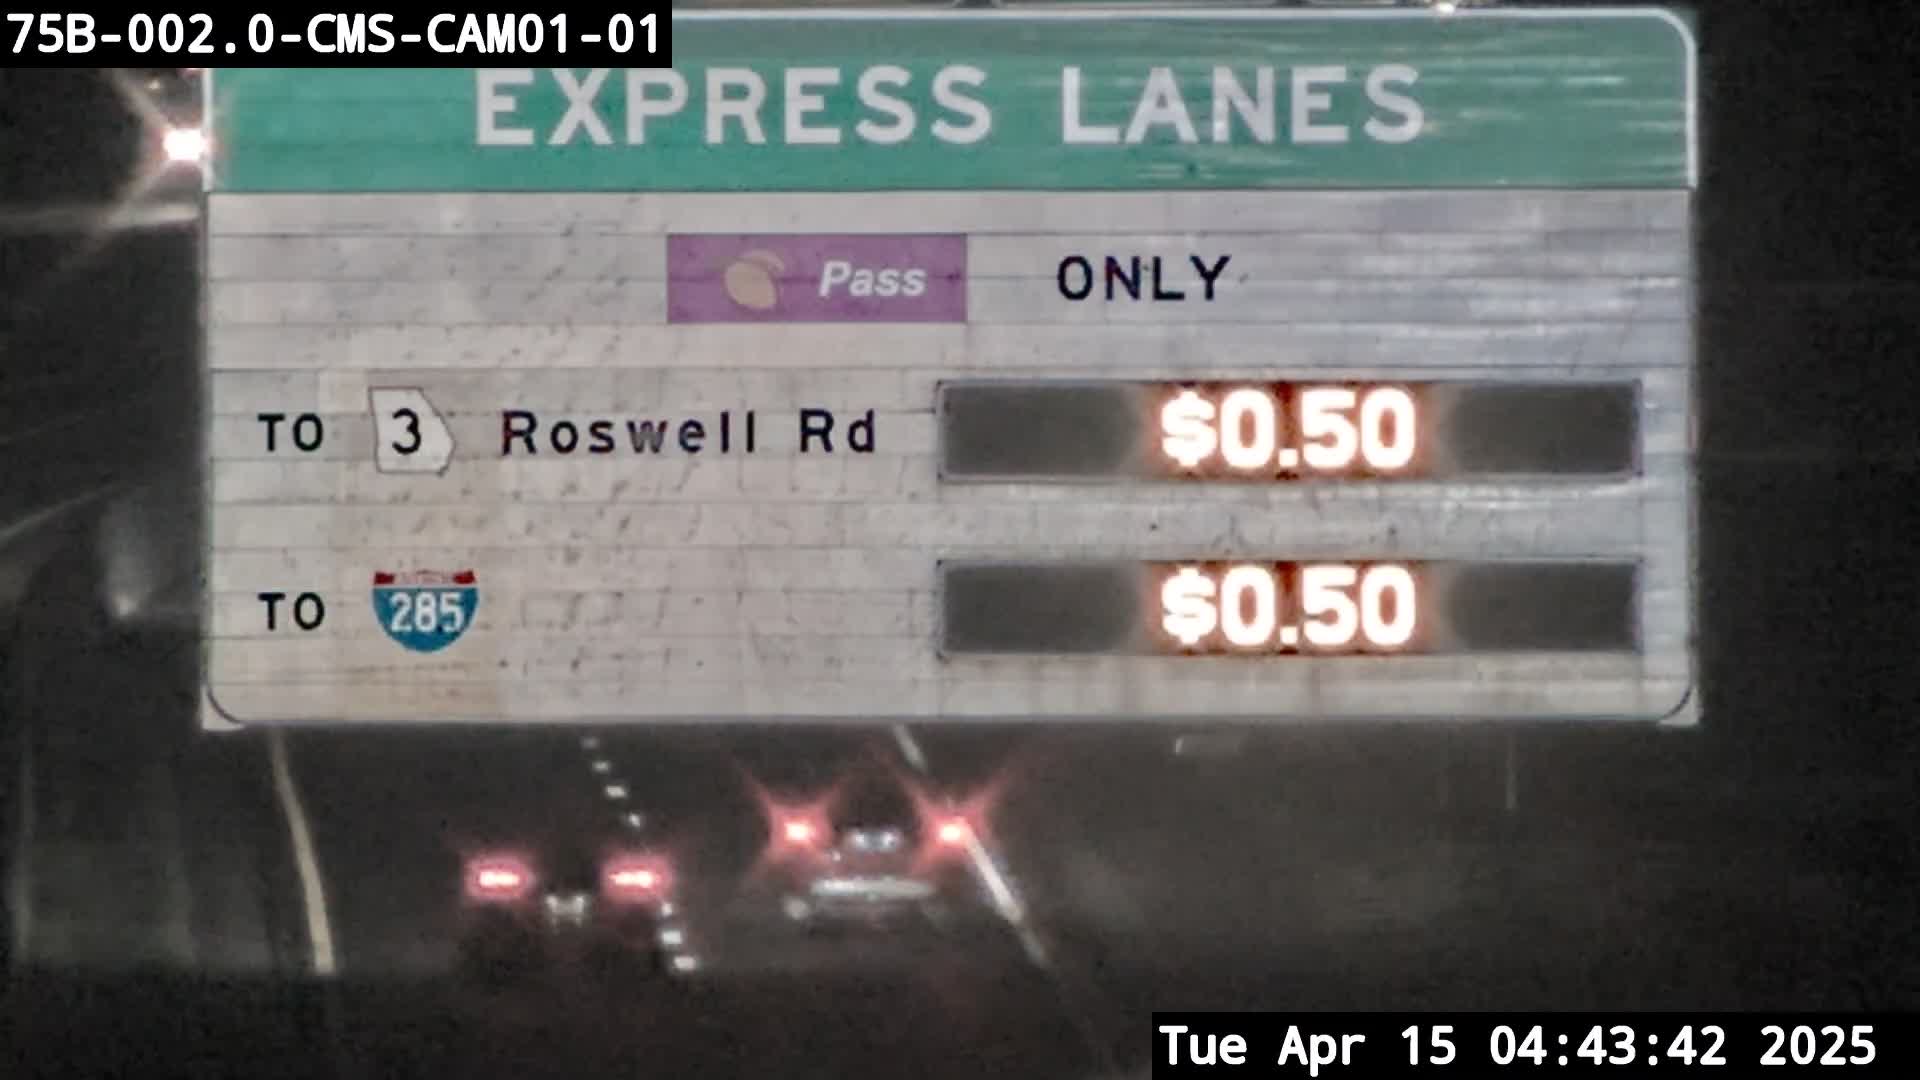 75B-002.0-CMS-CAM01-01
EXPRESS LANES
Pass ONLY
TO 3 Roswell Rd $0.50
TO 285 $0.50
Tue Apr 15 04:43:42 2025